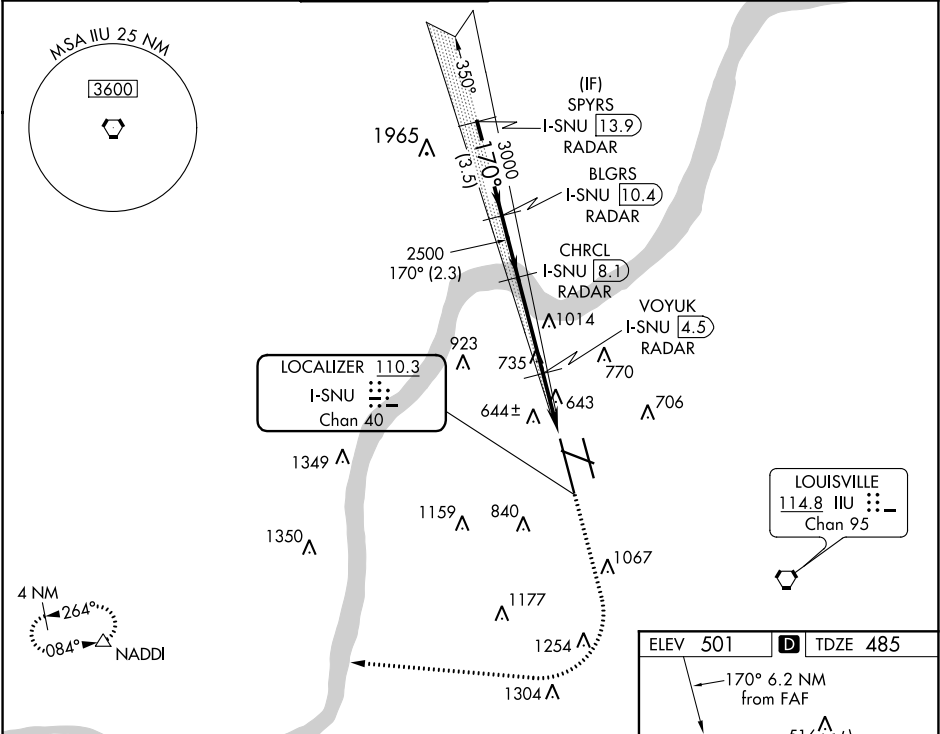 MSA IIU 25 NM
3600
350°
(IF)
SPYRS
I-SNU 13.9
RADAR
1965
3000
170°
(3.5)
BLGRS
I-SNU 10.4
RADAR
2500
170° (2.3)
CHRCL
I-SNU 8.1
RADAR
1014
VOYUK
I-SNU 4.5
RADAR
923
735
770
LOCALIZER 110.3
I-SNU
Chan 40
644±
643
706
1349
LOUISVILLE
114.8 IIU
Chan 95
1159
840
1350
1067
4 NM
264°
084°
NADDI
1177
1254
1304
ELEV 501 D TDZE 485
170° 6.2 NM
from FAF